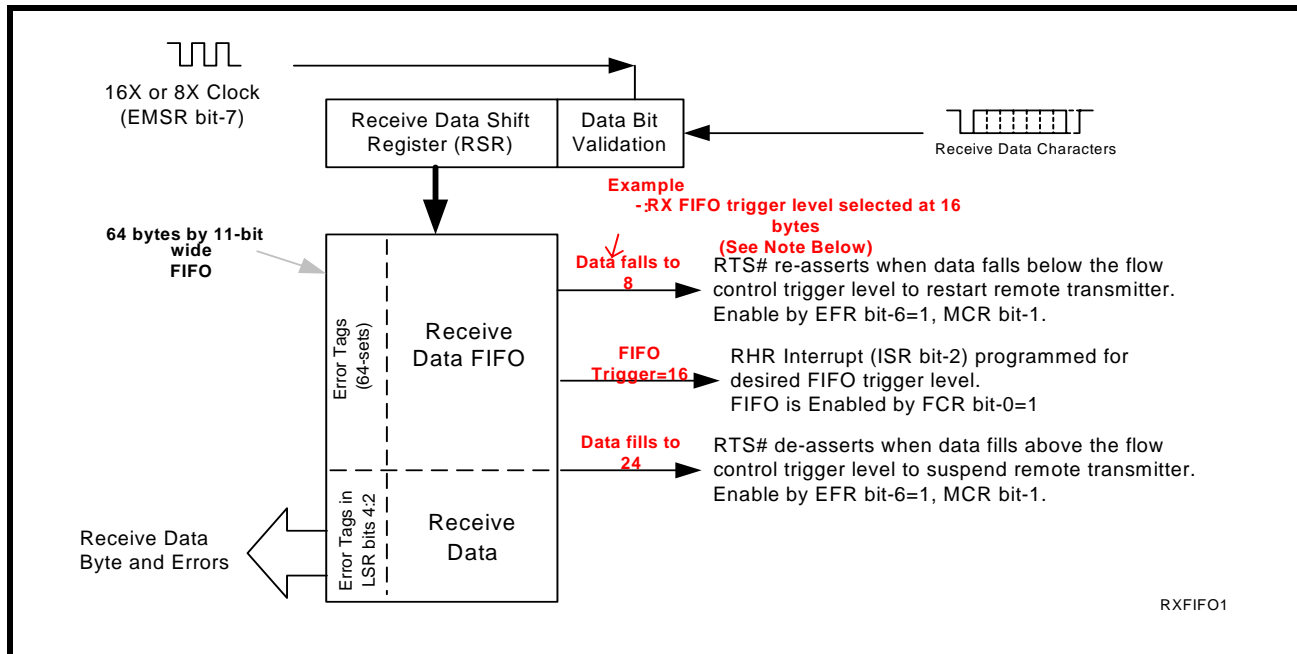 16X or 8X Clock
(EMSR bit-7)
Receive Data Shift
Register (RSR)
Data Bit
Validation
Receive Data Characters
Example
-:RX FIFO trigger level selected at 16
bytes
(See Note Below)
64 bytes by 11-bit
wide
FIFO
Data falls to
8
RTS# re-asserts when data falls below the flow
control trigger level to restart remote transmitter.
Enable by EFR bit-6=1, MCR bit-1.
Error Tags
(64-sets)
Receive
Data FIFO
FIFO
Trigger=16
RHR Interrupt (ISR bit-2) programmed for
desired FIFO trigger level.
FIFO is Enabled by FCR bit-0=1
Data fills to
24
RTS# de-asserts when data fills above the flow
control trigger level to suspend remote transmitter.
Enable by EFR bit-6=1, MCR bit-1.
Receive Data
Byte and Errors
Error Tags in
LSR bits 4:2
Receive
Data
RXFIFO1